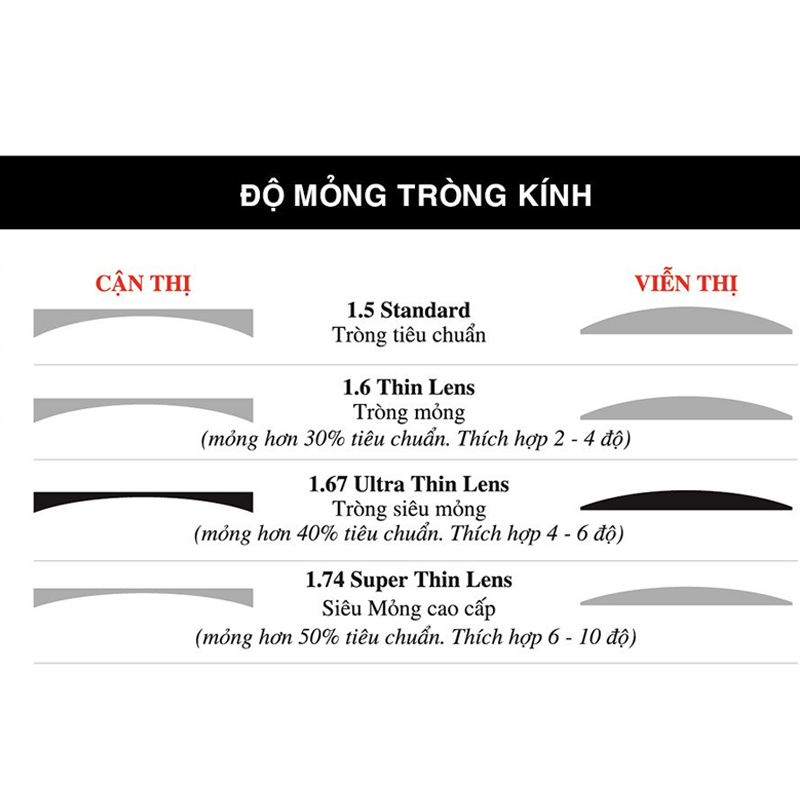 ĐỘ MỎNG TRÒNG KÍNH
CẬN THỊ
VIỄN THỊ
1.5 Standard
Tròng tiêu chuẩn
1.6 Thin Lens
Tròng mỏng
(mỏng hơn 30% tiêu chuẩn. Thích hợp 2 - 4 độ)
1.67 Ultra Thin Lens
Tròng siêu mỏng
(mỏng hơn 40% tiêu chuẩn. Thích hợp 4 - 6 độ)
1.74 Super Thin Lens
Siêu Mỏng cao cấp
(mỏng hơn 50% tiêu chuẩn. Thích hợp 6 - 10 độ)